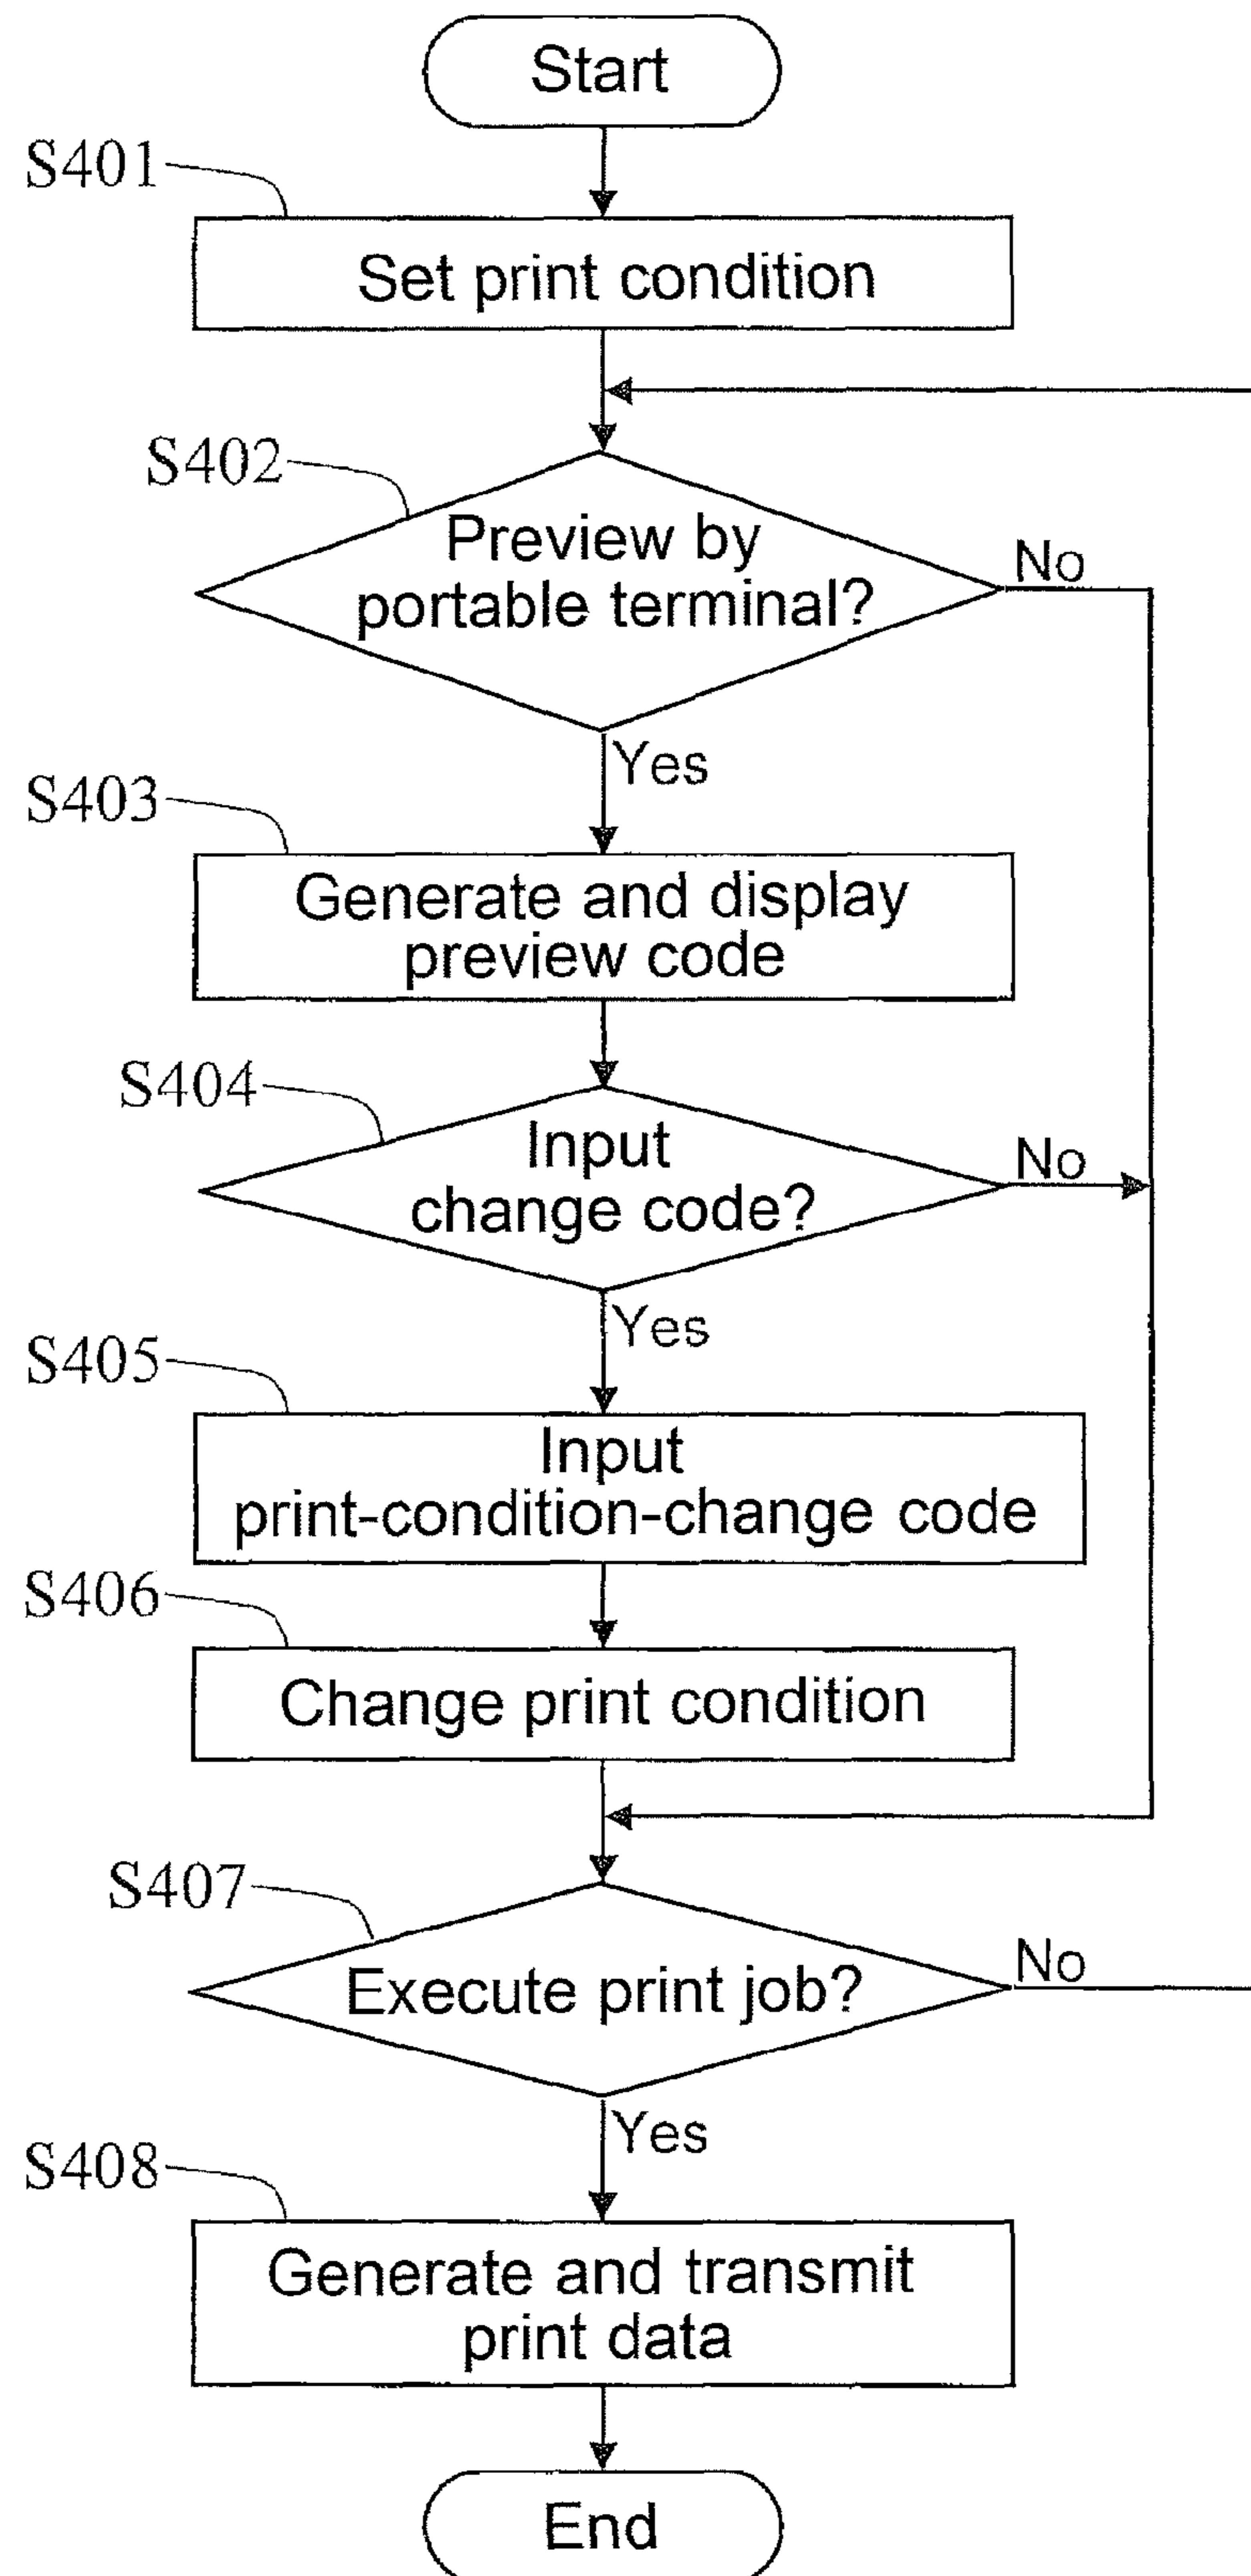 Start
S401
Set print condition
S402
Preview by
portable terminal?
No
Yes
S403
Generate and display
preview code
S404
Input
change code?
No
Yes
S405
Input
print-condition-change code
S406
Change print condition
S407
Execute print job?
No
Yes
S408
Generate and transmit
print data
End